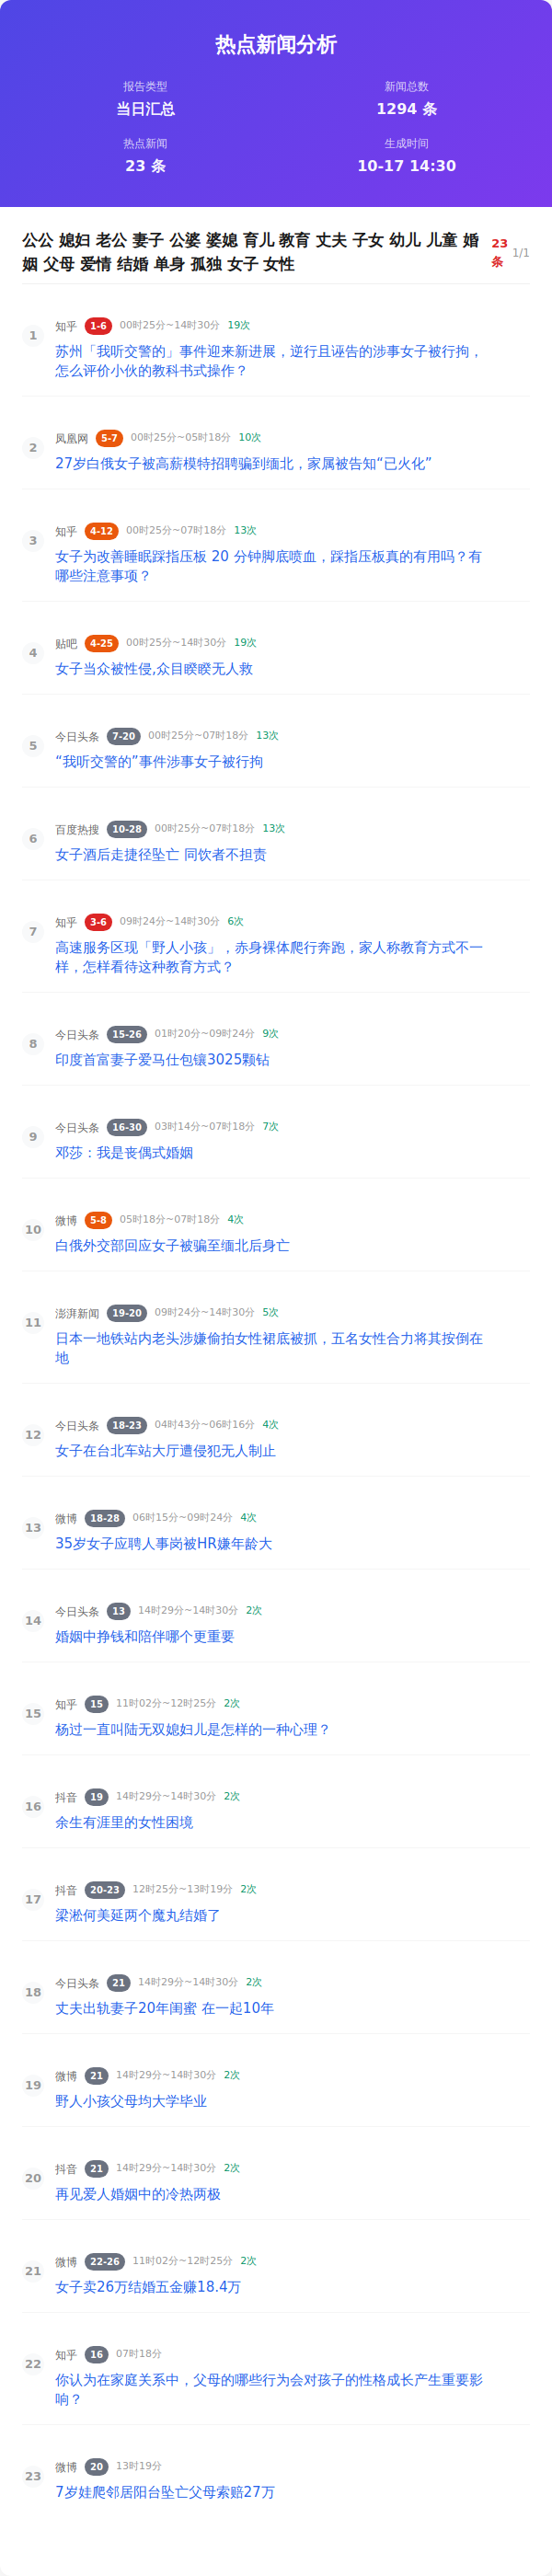 热点新闻分析
报告类型
当日汇总
新闻总数
1294 条
热点新闻
23 条
生成时间
10-17 14:30
公公 媳妇 老公 妻子 公婆 婆媳 育儿 教育 丈夫 子女 幼儿 儿童 婚
姻 父母 爱情 结婚 单身 孤独 女子 女性
23
条
1/1
1
知乎 1-6 00时25分~14时30分 19次
苏州「我听交警的」事件迎来新进展，逆行且诬告的涉事女子被行拘，
怎么评价小伙的教科书式操作？
2
凤凰网 5-7 00时25分~05时18分 10次
27岁白俄女子被高薪模特招聘骗到缅北，家属被告知“已火化”
3
知乎 4-12 00时25分~07时18分 13次
女子为改善睡眠踩指压板 20 分钟脚底喷血，踩指压板真的有用吗？有
哪些注意事项？
4
贴吧 4-25 00时25分~14时30分 19次
女子当众被性侵,众目睽睽无人救
5
今日头条 7-20 00时25分~07时18分 13次
“我听交警的”事件涉事女子被行拘
6
百度热搜 10-28 00时25分~07时18分 13次
女子酒后走捷径坠亡 同饮者不担责
7
知乎 3-6 09时24分~14时30分 6次
高速服务区现「野人小孩」，赤身裸体爬行奔跑，家人称教育方式不一
样，怎样看待这种教育方式？
8
今日头条 15-26 01时20分~09时24分 9次
印度首富妻子爱马仕包镶3025颗钻
9
今日头条 16-30 03时14分~07时18分 7次
邓莎：我是丧偶式婚姻
10
微博 5-8 05时18分~07时18分 4次
白俄外交部回应女子被骗至缅北后身亡
11
澎湃新闻 19-20 09时24分~14时30分 5次
日本一地铁站内老头涉嫌偷拍女性裙底被抓，五名女性合力将其按倒在
地
12
今日头条 18-23 04时43分~06时16分 4次
女子在台北车站大厅遭侵犯无人制止
13
微博 18-28 06时15分~09时24分 4次
35岁女子应聘人事岗被HR嫌年龄大
14
今日头条 13 14时29分~14时30分 2次
婚姻中挣钱和陪伴哪个更重要
15
知乎 15 11时02分~12时25分 2次
杨过一直叫陆无双媳妇儿是怎样的一种心理？
16
抖音 19 14时29分~14时30分 2次
余生有涯里的女性困境
17
抖音 20-23 12时25分~13时19分 2次
梁淞何美延两个魔丸结婚了
18
今日头条 21 14时29分~14时30分 2次
丈夫出轨妻子20年闺蜜 在一起10年
19
微博 21 14时29分~14时30分 2次
野人小孩父母均大学毕业
20
抖音 21 14时29分~14时30分 2次
再见爱人婚姻中的冷热两极
21
微博 22-26 11时02分~12时25分 2次
女子卖26万结婚五金赚18.4万
22
知乎 16 07时18分
你认为在家庭关系中，父母的哪些行为会对孩子的性格成长产生重要影
响？
23
微博 20 13时19分
7岁娃爬邻居阳台坠亡父母索赔27万